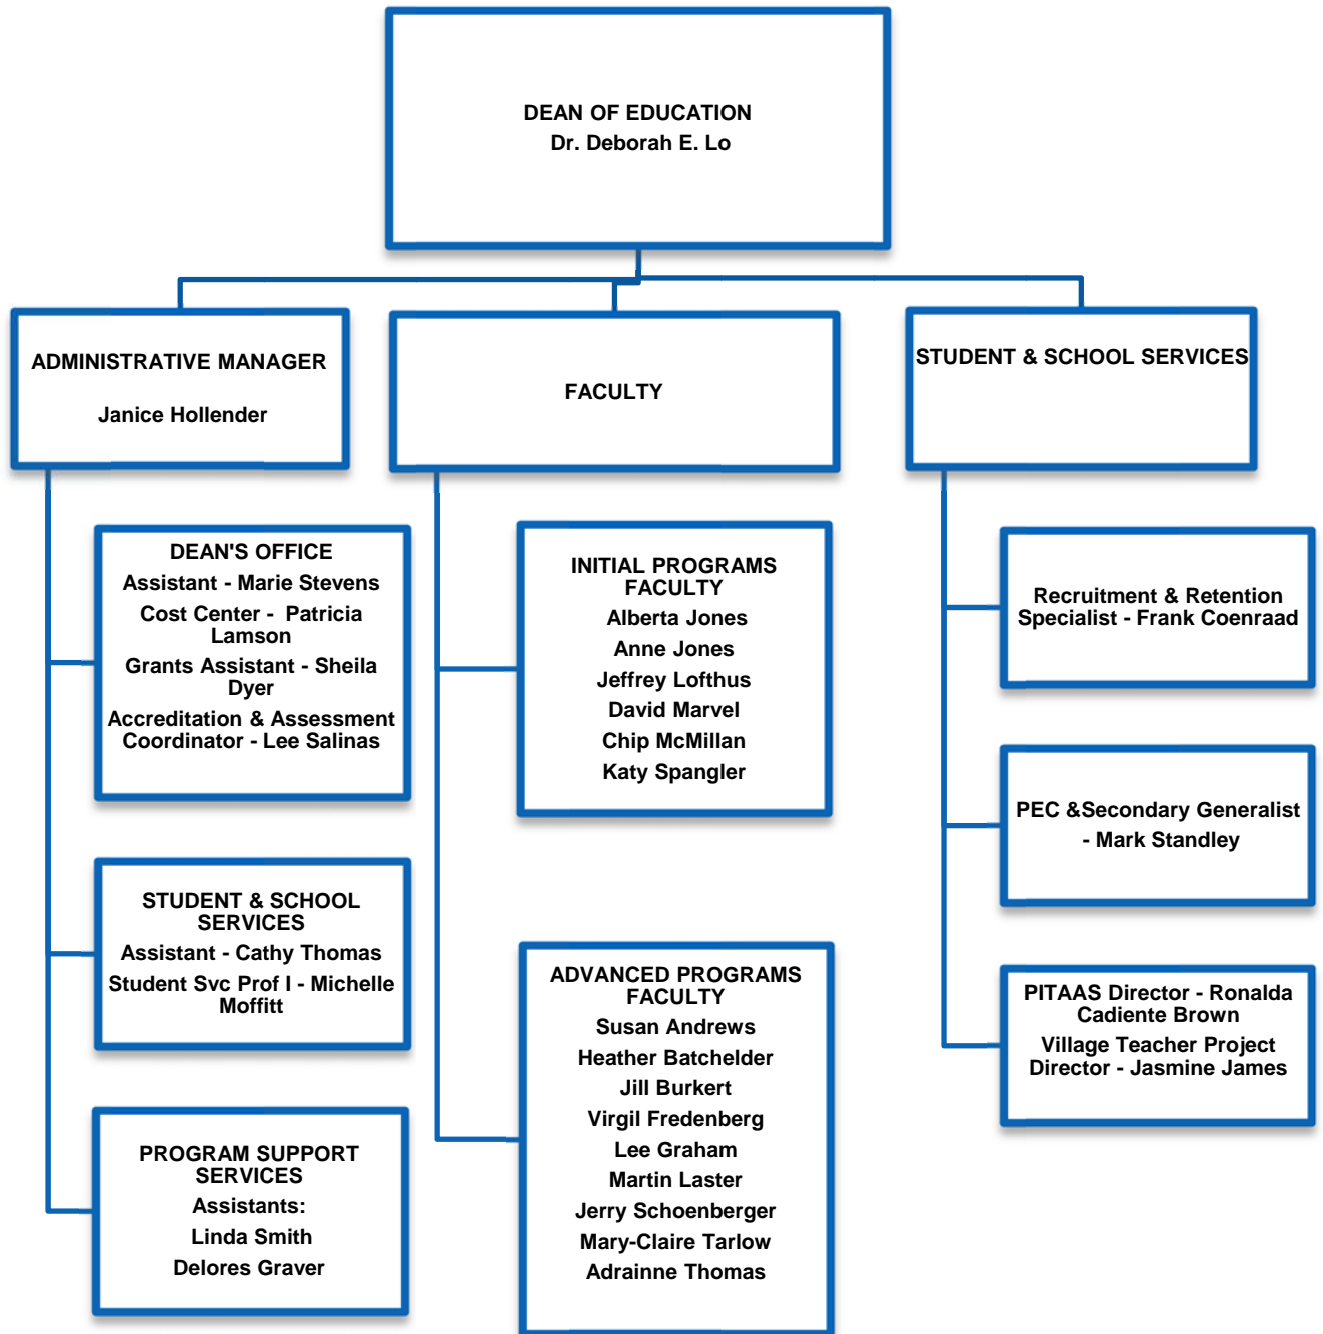 DEAN OF EDUCATION
Dr. Deborah E. Lo
ADMINISTRATIVE MANAGER
Janice Hollender
FACULTY
STUDENT & SCHOOL SERVICES
DEAN'S OFFICE
Assistant - Marie Stevens
Cost Center -  Patricia
Lamson
Grants Assistant - Sheila
Dyer
Accreditation & Assessment
Coordinator - Lee Salinas
STUDENT & SCHOOL
SERVICES
Assistant - Cathy Thomas
Student Svc Prof I - Michelle
Moffitt
PROGRAM SUPPORT
SERVICES
Assistants:
Linda Smith
Delores Graver
INITIAL PROGRAMS
FACULTY
Alberta Jones
Anne Jones
Jeffrey Lofthus
David Marvel
Chip McMillan
Katy Spangler
ADVANCED PROGRAMS
FACULTY
Susan Andrews
Heather Batchelder
Jill Burkert
Virgil Fredenberg
Lee Graham
Martin Laster
Jerry Schoenberger
Mary-Claire Tarlow
Adrainne Thomas
Recruitment & Retention
Specialist - Frank Coenraad
PEC &Secondary Generalist
- Mark Standley
PITAAS Director - Ronalda
Cadiente Brown
Village Teacher Project
Director - Jasmine James